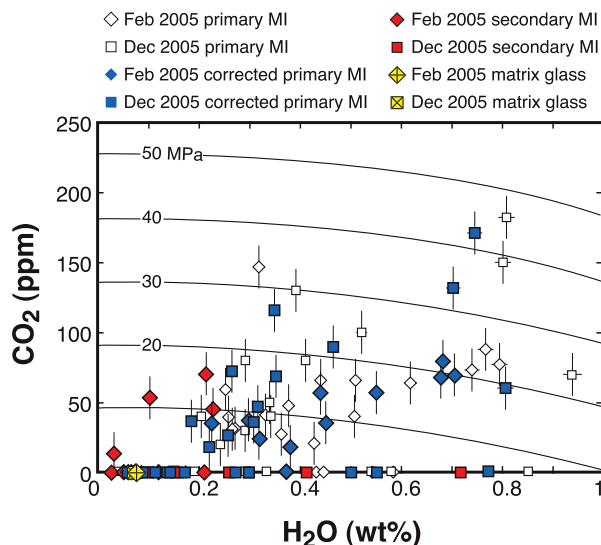 Feb 2005 primary MI
Dec 2005 primary MI
Feb 2005 corrected primary MI
Dec 2005 corrected primary MI
Feb 2005 secondary MI
Dec 2005 secondary MI
Feb 2005 matrix glass
Dec 2005 matrix glass
250
200
150
100
50
0
CO₂ (ppm)
50 MPa
40
30
20
0
0.2
0.4
0.6
0.8
1
H₂O (wt%)